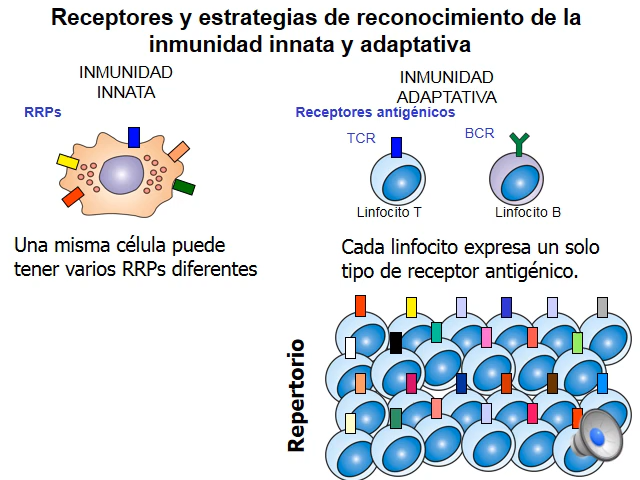 Receptores y estrategias de reconocimiento de la
inmunidad innata y adaptativa
INMUNIDAD
INNATA
RRPs
Una misma célula puede
tener varios RRPs diferentes
INMUNIDAD
ADAPTATIVA
Receptores antigénicos
TCR
BCR
Linfocito T
Linfocito B
Cada linfocito expresa un solo
tipo de receptor antigénico.
Repertorio